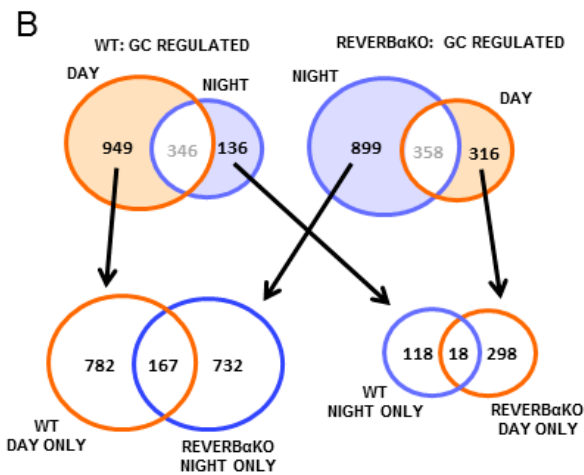 B
WT: GC REGULATED
REVERBαKO: GC REGULATED
DAY
NIGHT
NIGHT
DAY
949
346
136
899
358
316
782
167
732
118
18
298
WT
DAY ONLY
REVERBαKO
NIGHT ONLY
WT
NIGHT ONLY
REVERBαKO
DAY ONLY